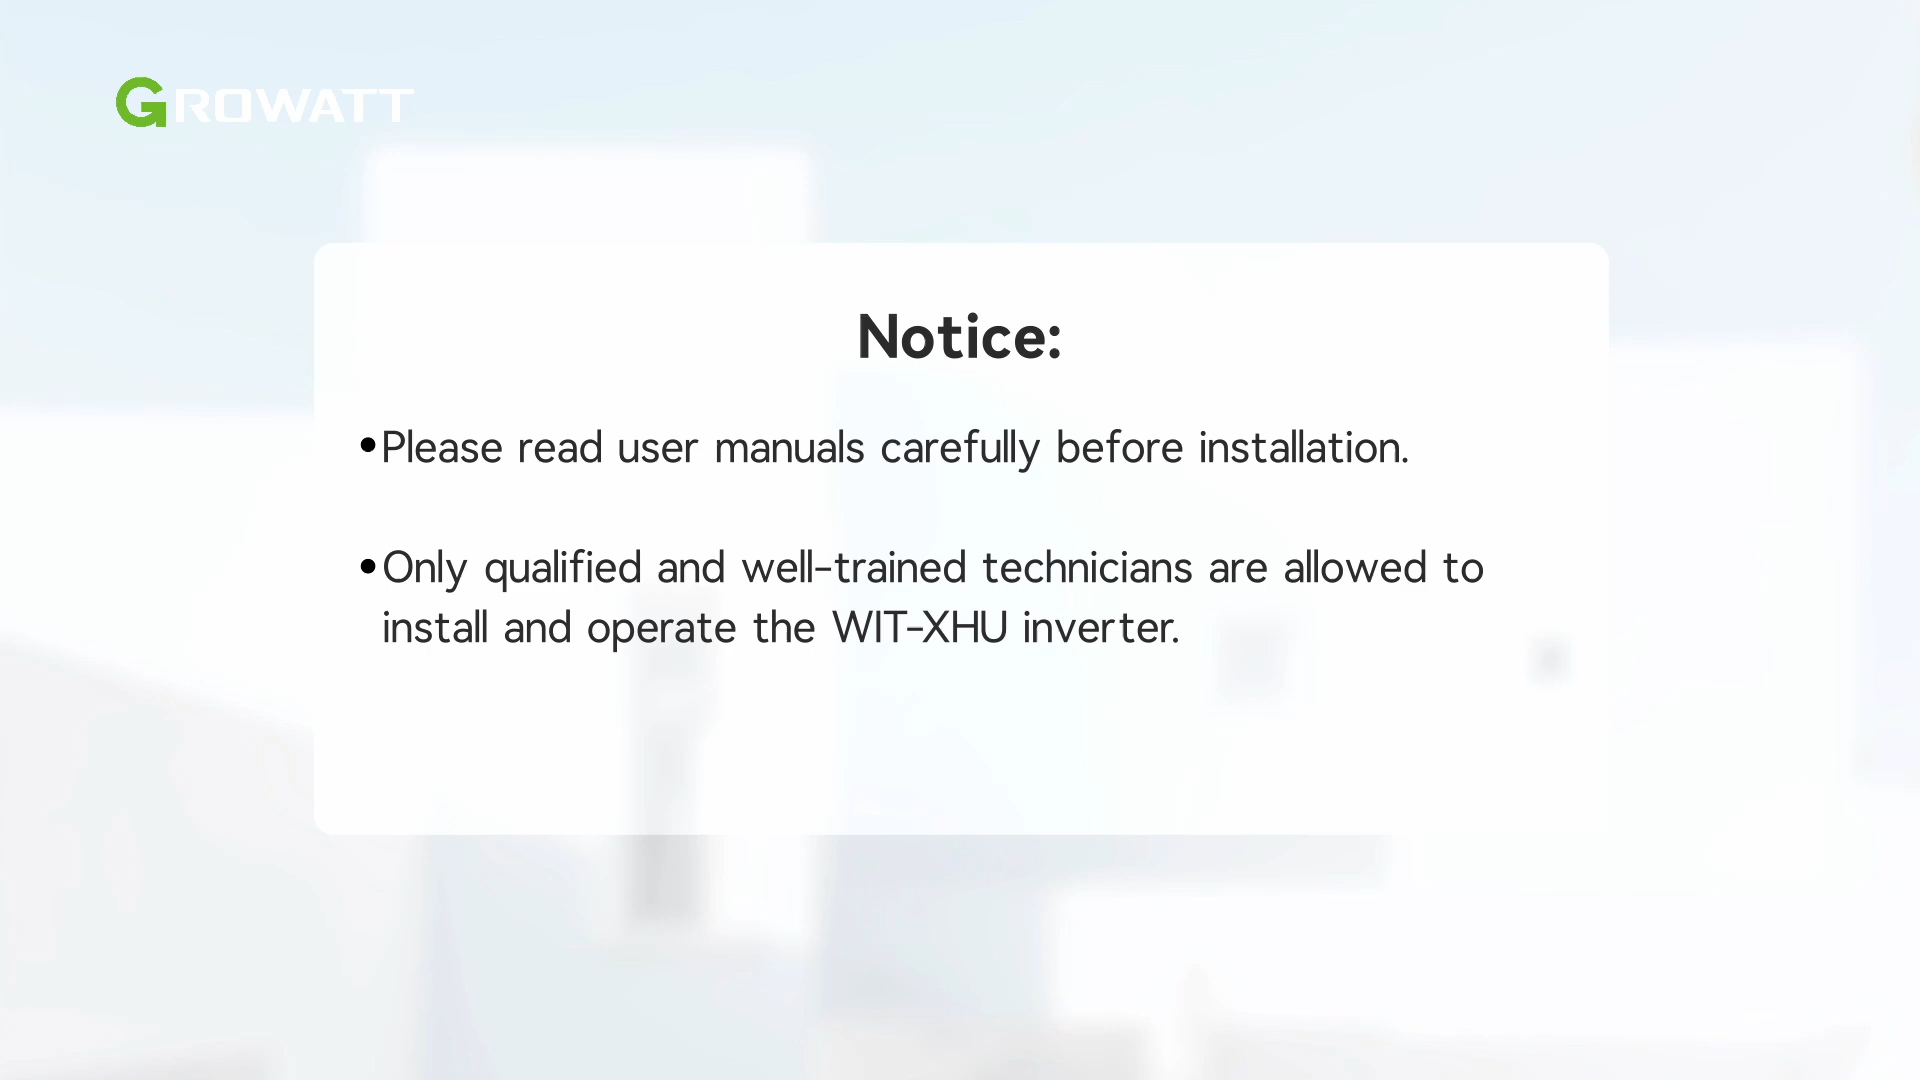 GROWATT
Notice:
•Please read user manuals carefully before installation.
•Only qualified and well-trained technicians are allowed to
install and operate the WIT-XHU inverter.